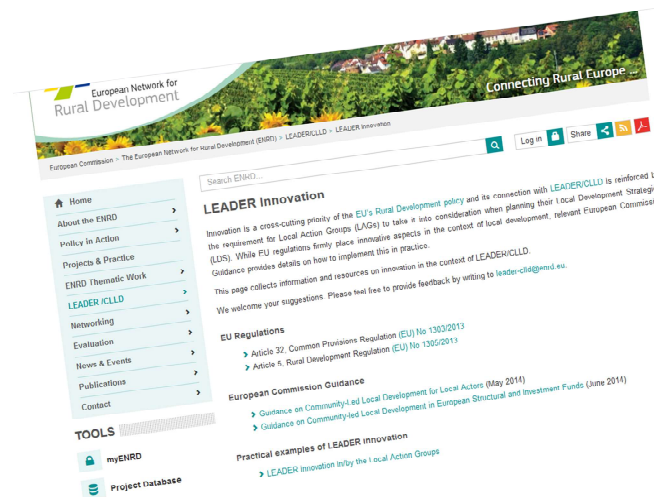 European Network for
Rural Development
Connecting Rural Europe ...
European Commission > The European Network for Rural Development (ENRD) > LEADER/CLLD > LEADER Innovation
Search ENRD
Log in
Share
Home
About the ENRD
Policy in Action
Projects & Practice
ENRD Thematic Work
LEADER /CLLD
Networking
Evaluation
News & Events
Publications
Contact
TOOLS
myENRD
Project Database
LEADER Innovation
Innovation is a cross-cutting priority of the EU's Rural Development policy and its connection with LEADER/CLLD is reinforced
the requirement for Local Action Groups (LAGs) to take it into consideration when planning their Local Development Strategi
(LDS). While EU regulations firmly place innovative aspects in the context of local development, relevant European Commissi
Guidance provides details on how to implement this in practice.
This page collects information and resources on innovation in the context of LEADER/CLLD.
We welcome your suggestions. Please feel free to provide feedback by writing to leader-clld@enrd.eu.
EU Regulations
> Article 32, Common Provisions Regulation (EU) No 1303/2013
> Article 5, Rural Development Regulation (EU) No 1305/2013
European Commission Guidance
> Guidance on Community-Led Local Development for Local Actors (May 2014)
> Guidance on Community-led Local Development in European Structural and Investment Funds (June 2014)
Practical examples of LEADER innovation
> LEADER Innovation in/by the Local Action Groups